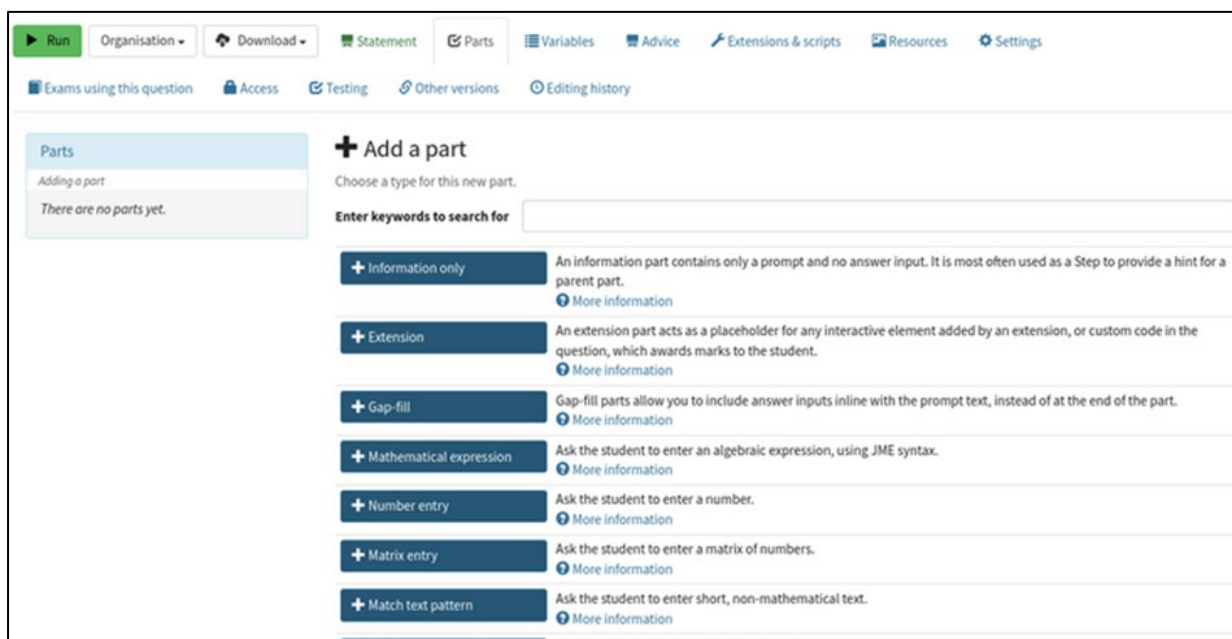 Run Organisation Download Statement Parts Variables Advice Extensions & scripts Resources Settings
Exams using this question Access Testing Other versions Editing history
Parts
Adding a part
There are no parts yet.
Add a part
Choose a type for this new part.
Enter keywords to search for
Information only
An information part contains only a prompt and no answer input. It is most often used as a Step to provide a hint for a
parent part.
More information
Extension
An extension part acts as a placeholder for any interactive element added by an extension, or custom code in the
question, which awards marks to the student.
More information
Gap-fill
Gap-fill parts allow you to include answer inputs inline with the prompt text, instead of at the end of the part.
More information
Mathematical expression
Ask the student to enter an algebraic expression, using JME syntax.
More information
Number entry
Ask the student to enter a number.
More information
Matrix entry
Ask the student to enter a matrix of numbers.
More information
Match text pattern
Ask the student to enter short, non-mathematical text.
More information